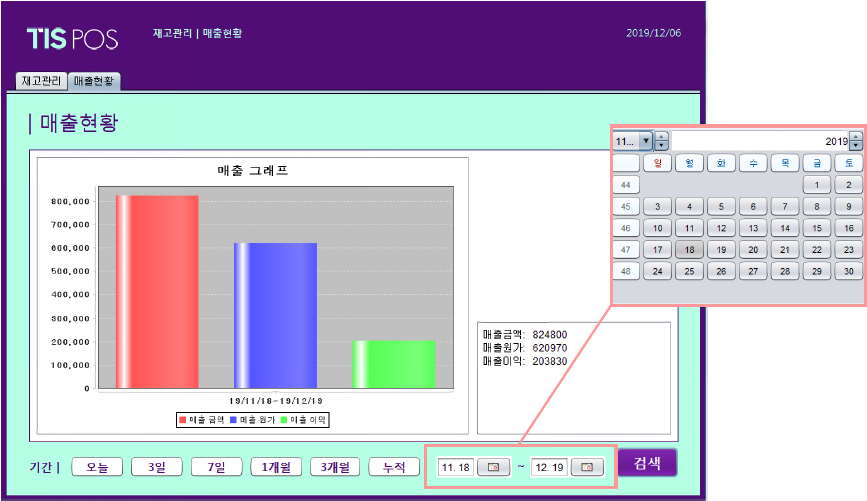 TIS POS
재고관리 | 매출현황
2019/12/06
재고관리 매출현황
| 매출현황
매출 그래프
800,000
700,000
600,000
500,000
400,000
300,000
200,000
100,000
0
19/11/18-19/12/19
매출 금액 매출 원가 매출 이익
매출금액: 824800
매출원가: 620970
매출이익: 203830
11... 2019
일 월 화 수 목 금 토
44 1 2
45 3 4 5 6 7 8 9
46 10 11 12 13 14 15 16
47 17 18 19 20 21 22 23
48 24 25 26 27 28 29 30
기간 | 오늘 3일 7일 1개월 3개월 누적 11. 18 ~ 12. 19 검색